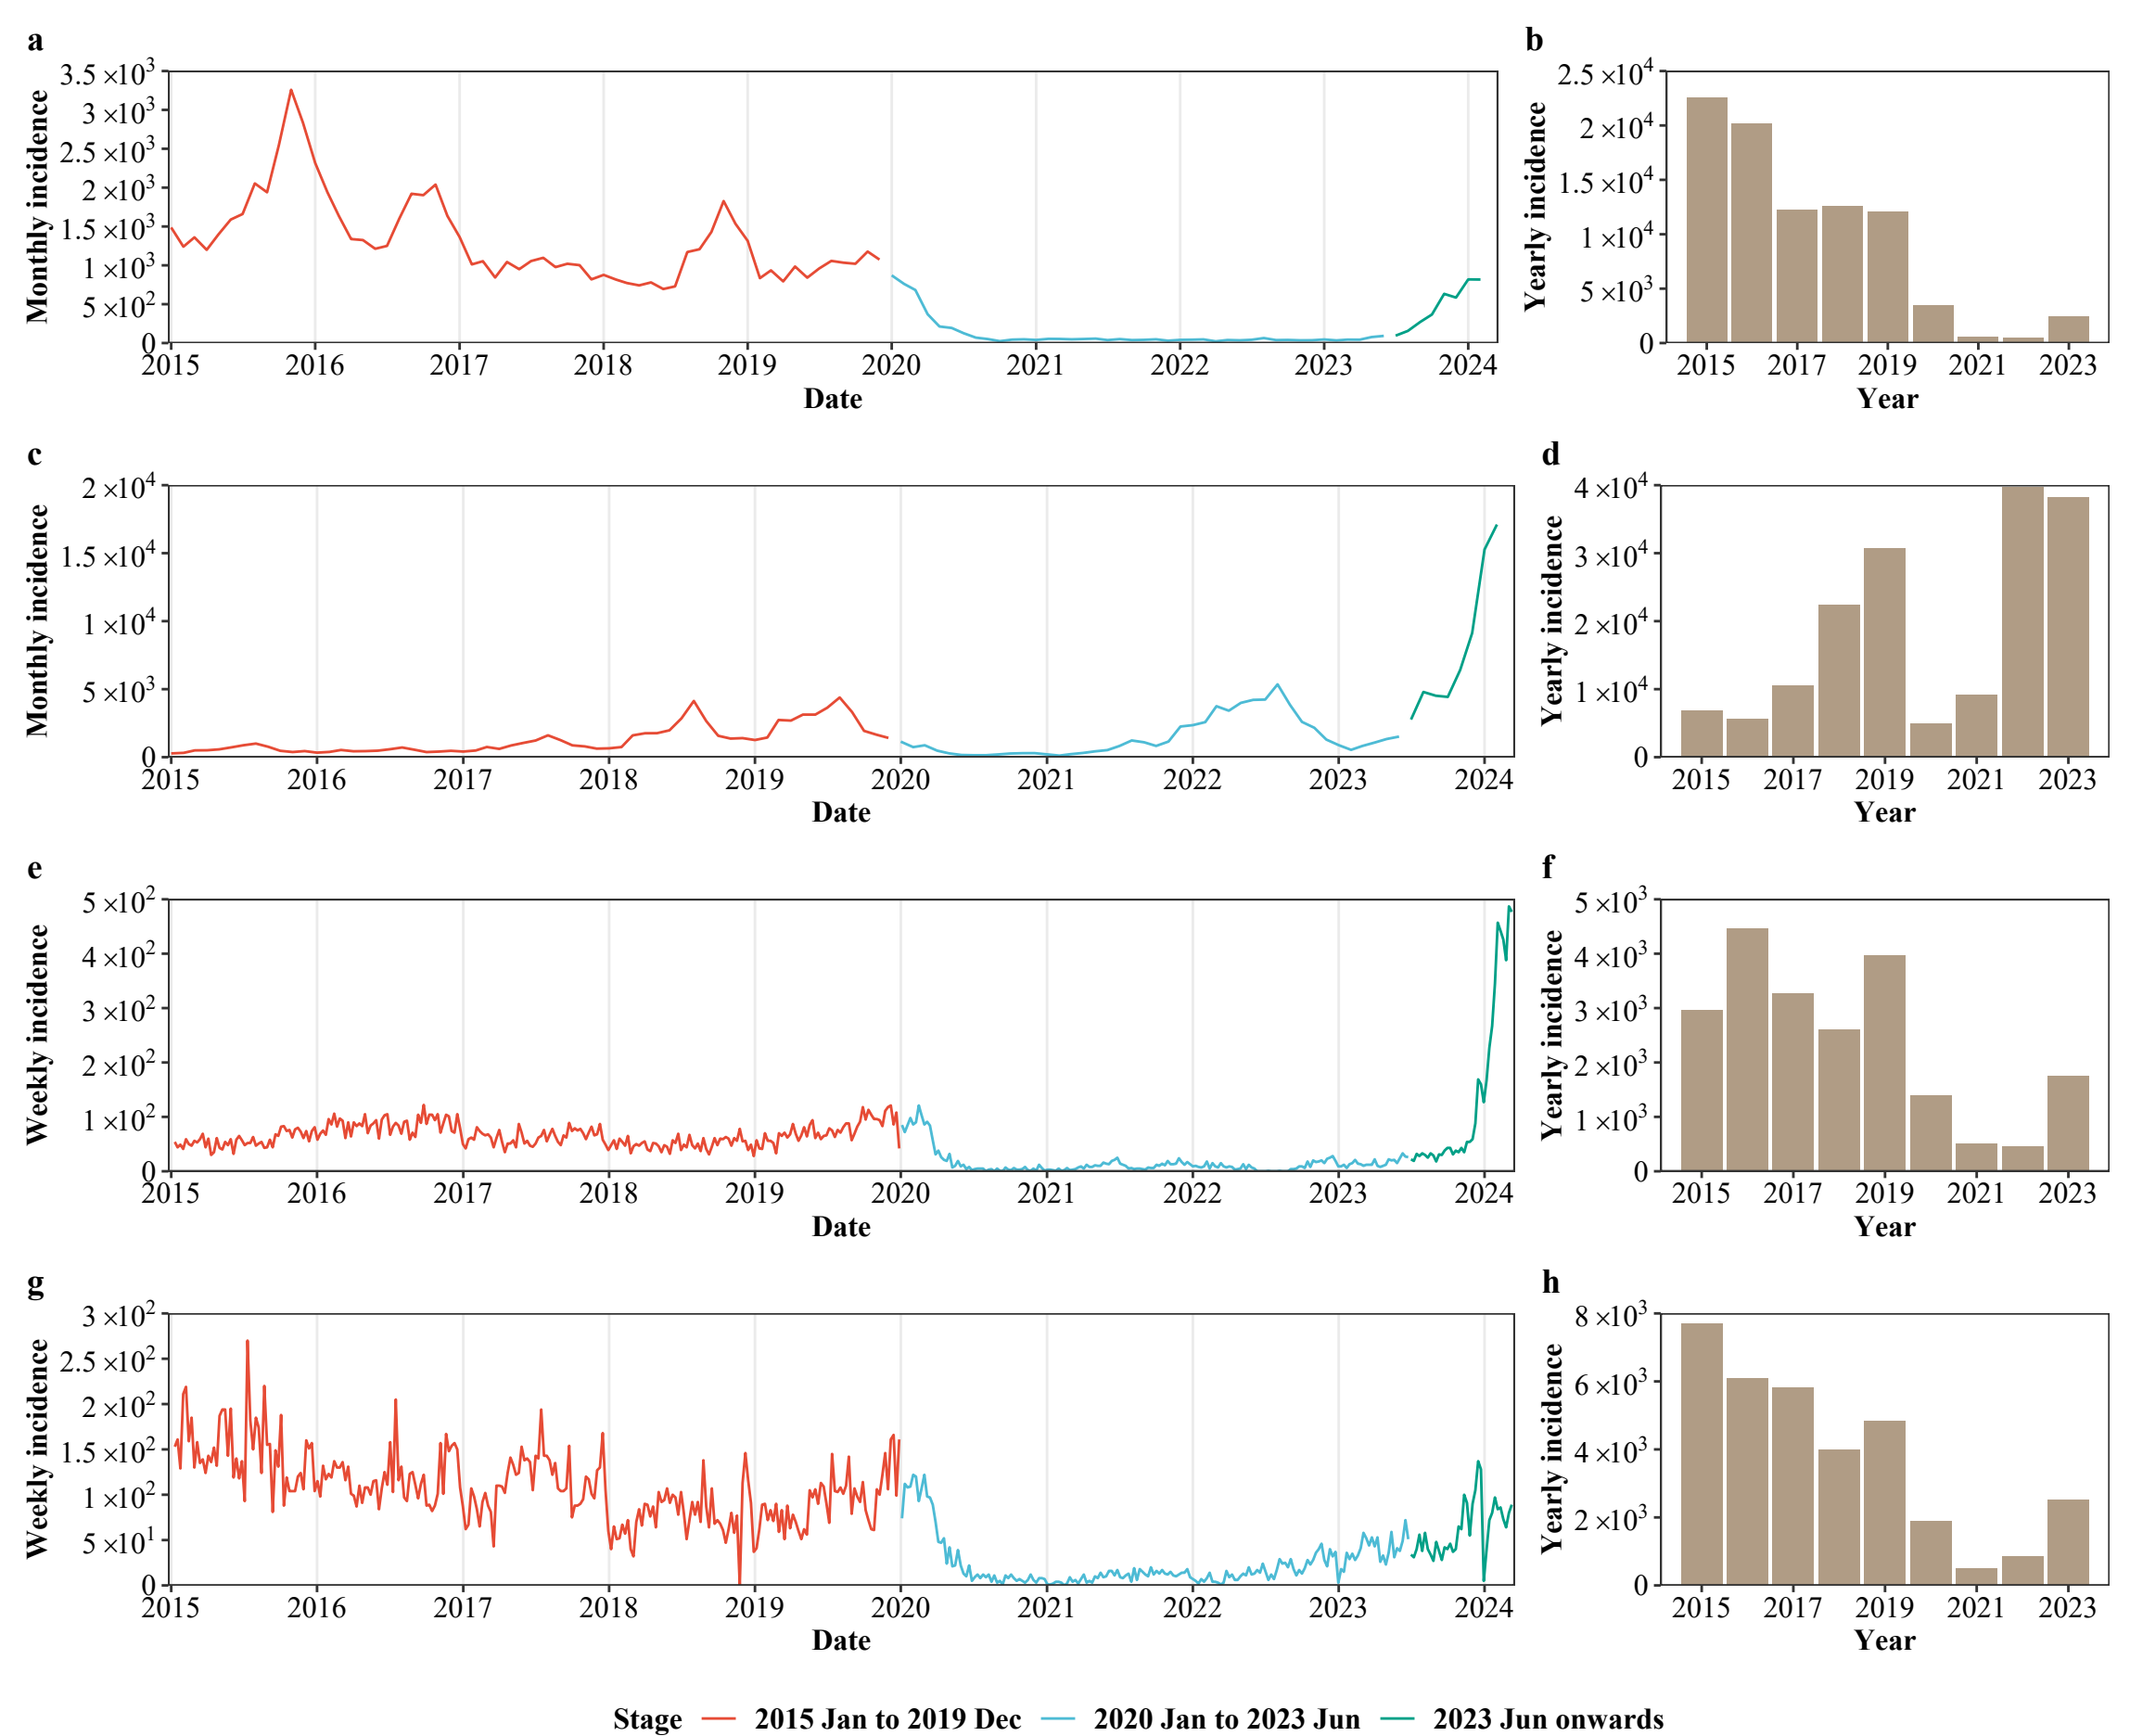 a
Monthly incidence
3.5 ×10³
3 ×10³
2.5 ×10³
2 ×10³
1.5 ×10³
1 ×10³
5 ×10²
0
2015 2016 2017 2018 2019 2020 2021 2022 2023 2024
Date
b
Yearly incidence
2.5 ×10⁴
2 ×10⁴
1.5 ×10⁴
1 ×10⁴
5 ×10³
0
2015 2017 2019 2021 2023
Year
c
Monthly incidence
2 ×10⁴
1.5 ×10⁴
1 ×10⁴
5 ×10³
0
2015 2016 2017 2018 2019 2020 2021 2022 2023 2024
Date
d
Yearly incidence
4 ×10⁴
3 ×10⁴
2 ×10⁴
1 ×10⁴
0
2015 2017 2019 2021 2023
Year
e
Weekly incidence
5 ×10²
4 ×10²
3 ×10²
2 ×10²
1 ×10²
0
2015 2016 2017 2018 2019 2020 2021 2022 2023 2024
Date
f
Yearly incidence
5 ×10³
4 ×10³
3 ×10³
2 ×10³
1 ×10³
0
2015 2017 2019 2021 2023
Year
g
Weekly incidence
3 ×10²
2.5 ×10²
2 ×10²
1.5 ×10²
1 ×10²
5 ×10¹
0
2015 2016 2017 2018 2019 2020 2021 2022 2023 2024
Date
h
Yearly incidence
8 ×10³
6 ×10³
4 ×10³
2 ×10³
0
2015 2017 2019 2021 2023
Year
Stage 2015 Jan to 2019 Dec 2020 Jan to 2023 Jun 2023 Jun onwards